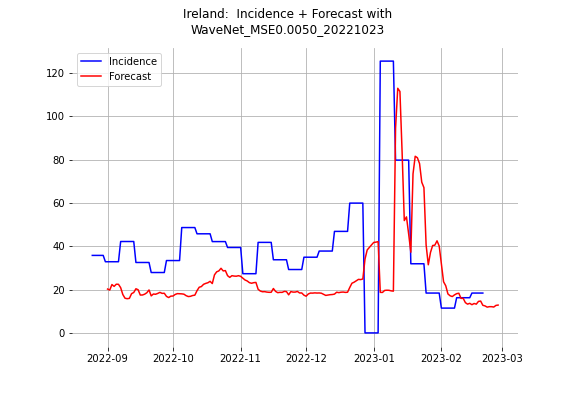 Ireland:  Incidence + Forecast with
WaveNet_MSE0.0050_20221023
Incidence
Forecast
120
100
80
60
40
20
0
2022-09 2022-10 2022-11 2022-12 2023-01 2023-02 2023-03